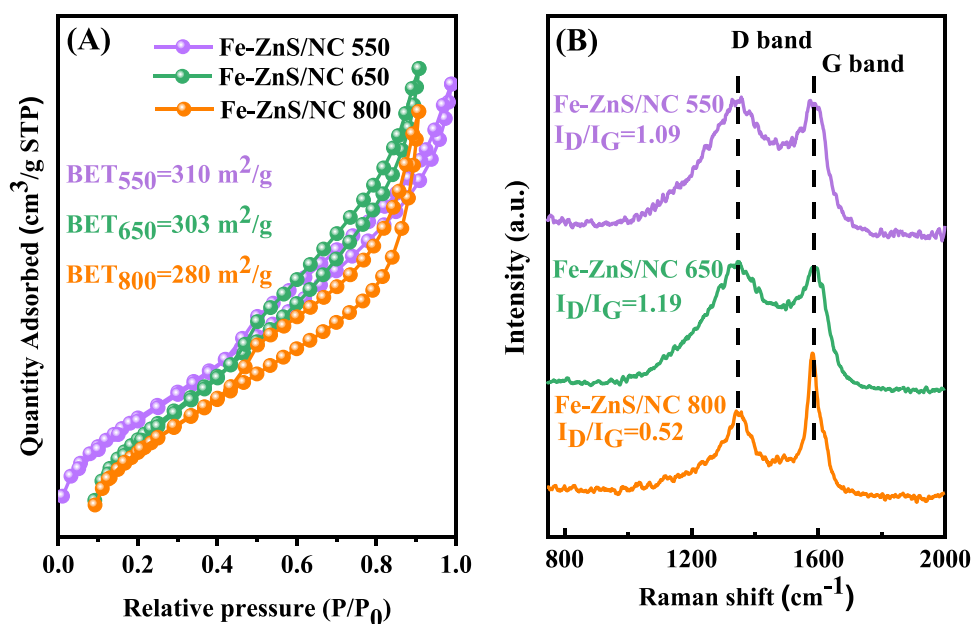 (A)
Fe-ZnS/NC 550
Fe-ZnS/NC 650
Fe-ZnS/NC 800
BET550=310 m²/g
BET650=303 m²/g
BET800=280 m²/g
Quantity Adsorbed (cm³/g STP)
0.0 0.2 0.4 0.6 0.8 1.0
Relative pressure (P/P0)
(B)
D band
G band
Fe-ZnS/NC 550
ID/IG=1.09
Fe-ZnS/NC 650
ID/IG=1.19
Fe-ZnS/NC 800
ID/IG=0.52
Intensity (a.u.)
800 1200 1600 2000
Raman shift (cm⁻¹)